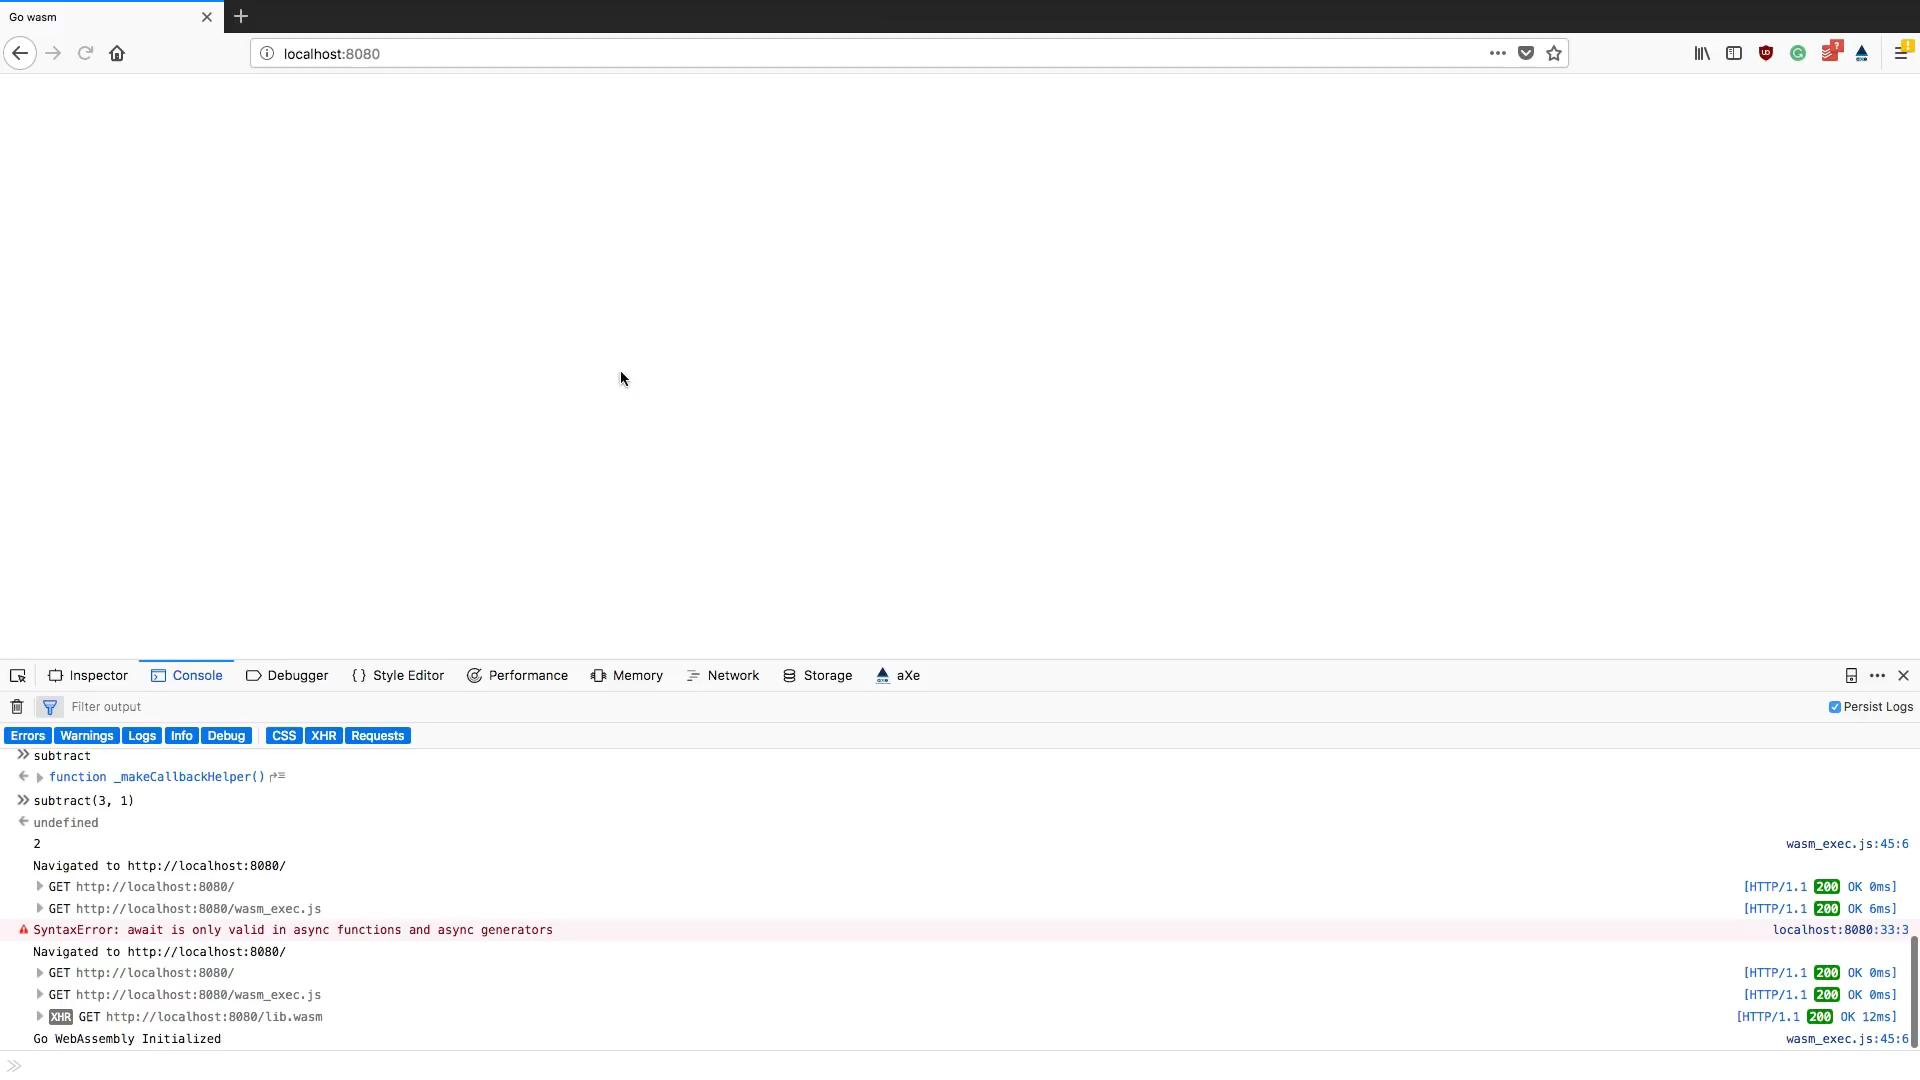 Go wasm
localhost:8080
Inspector Console Debugger Style Editor Performance Memory Network Storage aXe
Filter output Persist Logs
Errors Warnings Logs Info Debug CSS XHR Requests
subtract
function _makeCallbackHelper()
subtract(3, 1)
undefined
2 wasm_exec.js:45:6
Navigated to http://localhost:8080/
GET http://localhost:8080/ [HTTP/1.1 200 OK 0ms]
GET http://localhost:8080/wasm_exec.js [HTTP/1.1 200 OK 6ms]
SyntaxError: await is only valid in async functions and async generators localhost:8080:33:3
Navigated to http://localhost:8080/
GET http://localhost:8080/ [HTTP/1.1 200 OK 0ms]
GET http://localhost:8080/wasm_exec.js [HTTP/1.1 200 OK 0ms]
XHR GET http://localhost:8080/lib.wasm [HTTP/1.1 200 OK 12ms]
Go WebAssembly Initialized wasm_exec.js:45:6